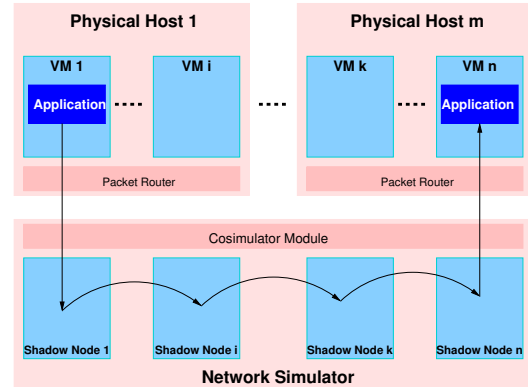 Physical Host 1
Physical Host m
VM 1
VM i
VM k
VM n
Application
Application
Packet Router
Packet Router
Cosimulator Module
Shadow Node 1
Shadow Node i
Shadow Node k
Shadow Node n
Network Simulator